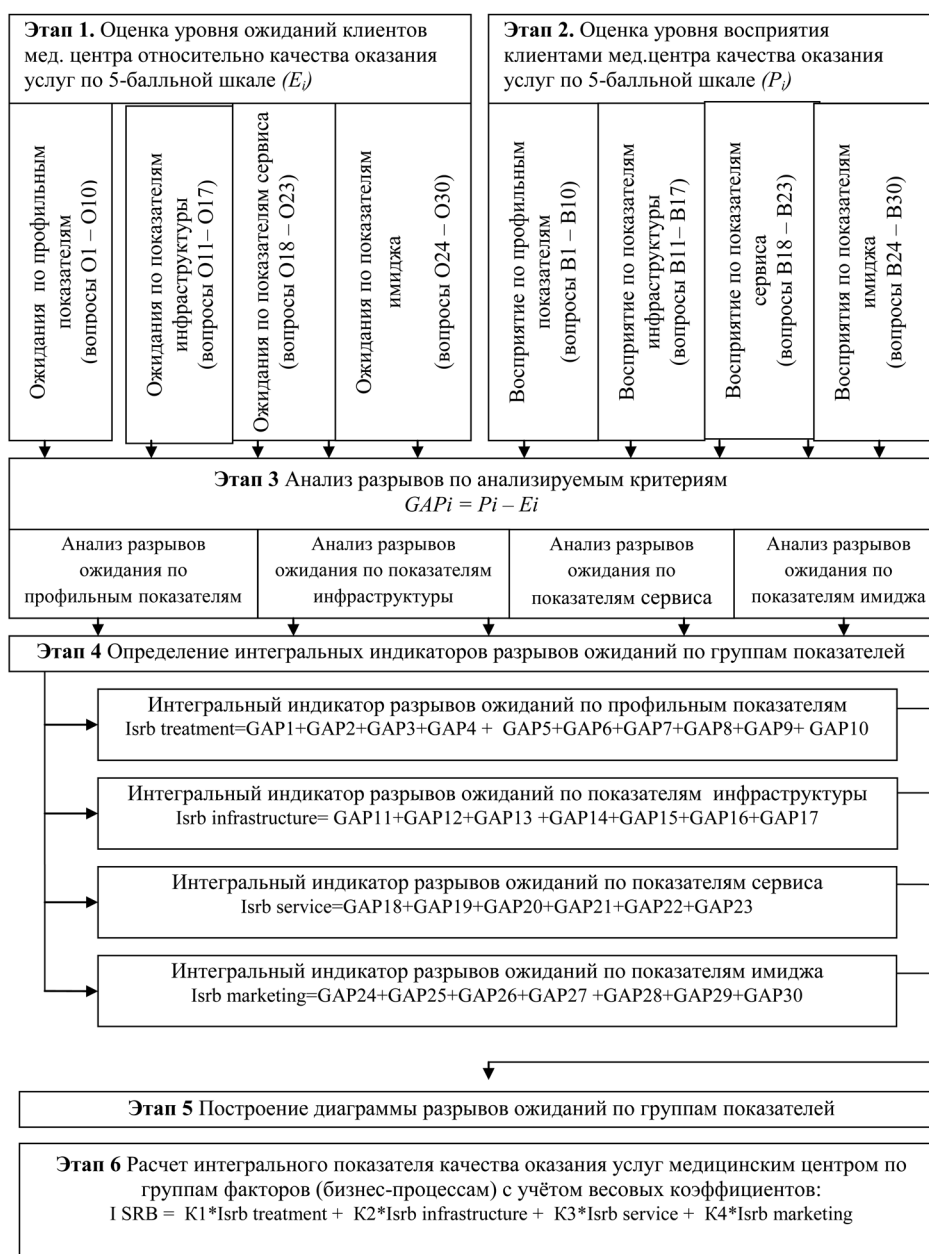 Этап 1. Оценка уровня ожиданий клиентов
мед. центра относительно качества оказания
услуг по 5-балльной шкале (Ei)
Ожидания по профильным
показателям
(вопросы О1 – О10)
Ожидания по показателям
инфраструктуры
(вопросы О11– О17)
Ожидания по показателям сервиса
(вопросы О18 – О23)
Ожидания по показателям
имиджа
(вопросы О24 – О30)
Этап 2. Оценка уровня восприятия
клиентами мед.центра качества оказания
услуг по 5-балльной шкале (Pi)
Восприятие по профильным
показателям
(вопросы В1 – В10)
Восприятие по показателям
инфраструктуры
(вопросы В11– В17)
Восприятие по показателям
сервиса
(вопросы В18 – В23)
Восприятие по показателям
имиджа
(вопросы В24 – В30)
Этап 3 Анализ разрывов по анализируемым критериям
GAPi = Pi – Ei
Анализ разрывов
ожидания по
профильным показателям
Анализ разрывов
ожидания по показателям
инфраструктуры
Анализ разрывов
ожидания по
показателям сервиса
Анализ разрывов
ожидания по
показателям имиджа
Этап 4 Определение интегральных индикаторов разрывов ожиданий по группам показателей
Интегральный индикатор разрывов ожиданий по профильным показателям
Isrb treatment=GAP1+GAP2+GAP3+GAP4 + GAP5+GAP6+GAP7+GAP8+GAP9+ GAP10
Интегральный индикатор разрывов ожиданий по показателям инфраструктуры
Isrb infrastructure= GAP11+GAP12+GAP13 +GAP14+GAP15+GAP16+GAP17
Интегральный индикатор разрывов ожиданий по показателям сервиса
Isrb service=GAP18+GAP19+GAP20+GAP21+GAP22+GAP23
Интегральный индикатор разрывов ожиданий по показателям имиджа
Isrb marketing=GAP24+GAP25+GAP26+GAP27 +GAP28+GAP29+GAP30
Этап 5 Построение диаграммы разрывов ожиданий по группам показателей
Этап 6 Расчет интегрального показателя качества оказания услуг медицинским центром по
группам факторов (бизнес-процессам) с учётом весовых коэффициентов:
I SRB = К1*Isrb treatment + К2*Isrb infrastructure + К3*Isrb service + К4*Isrb marketing